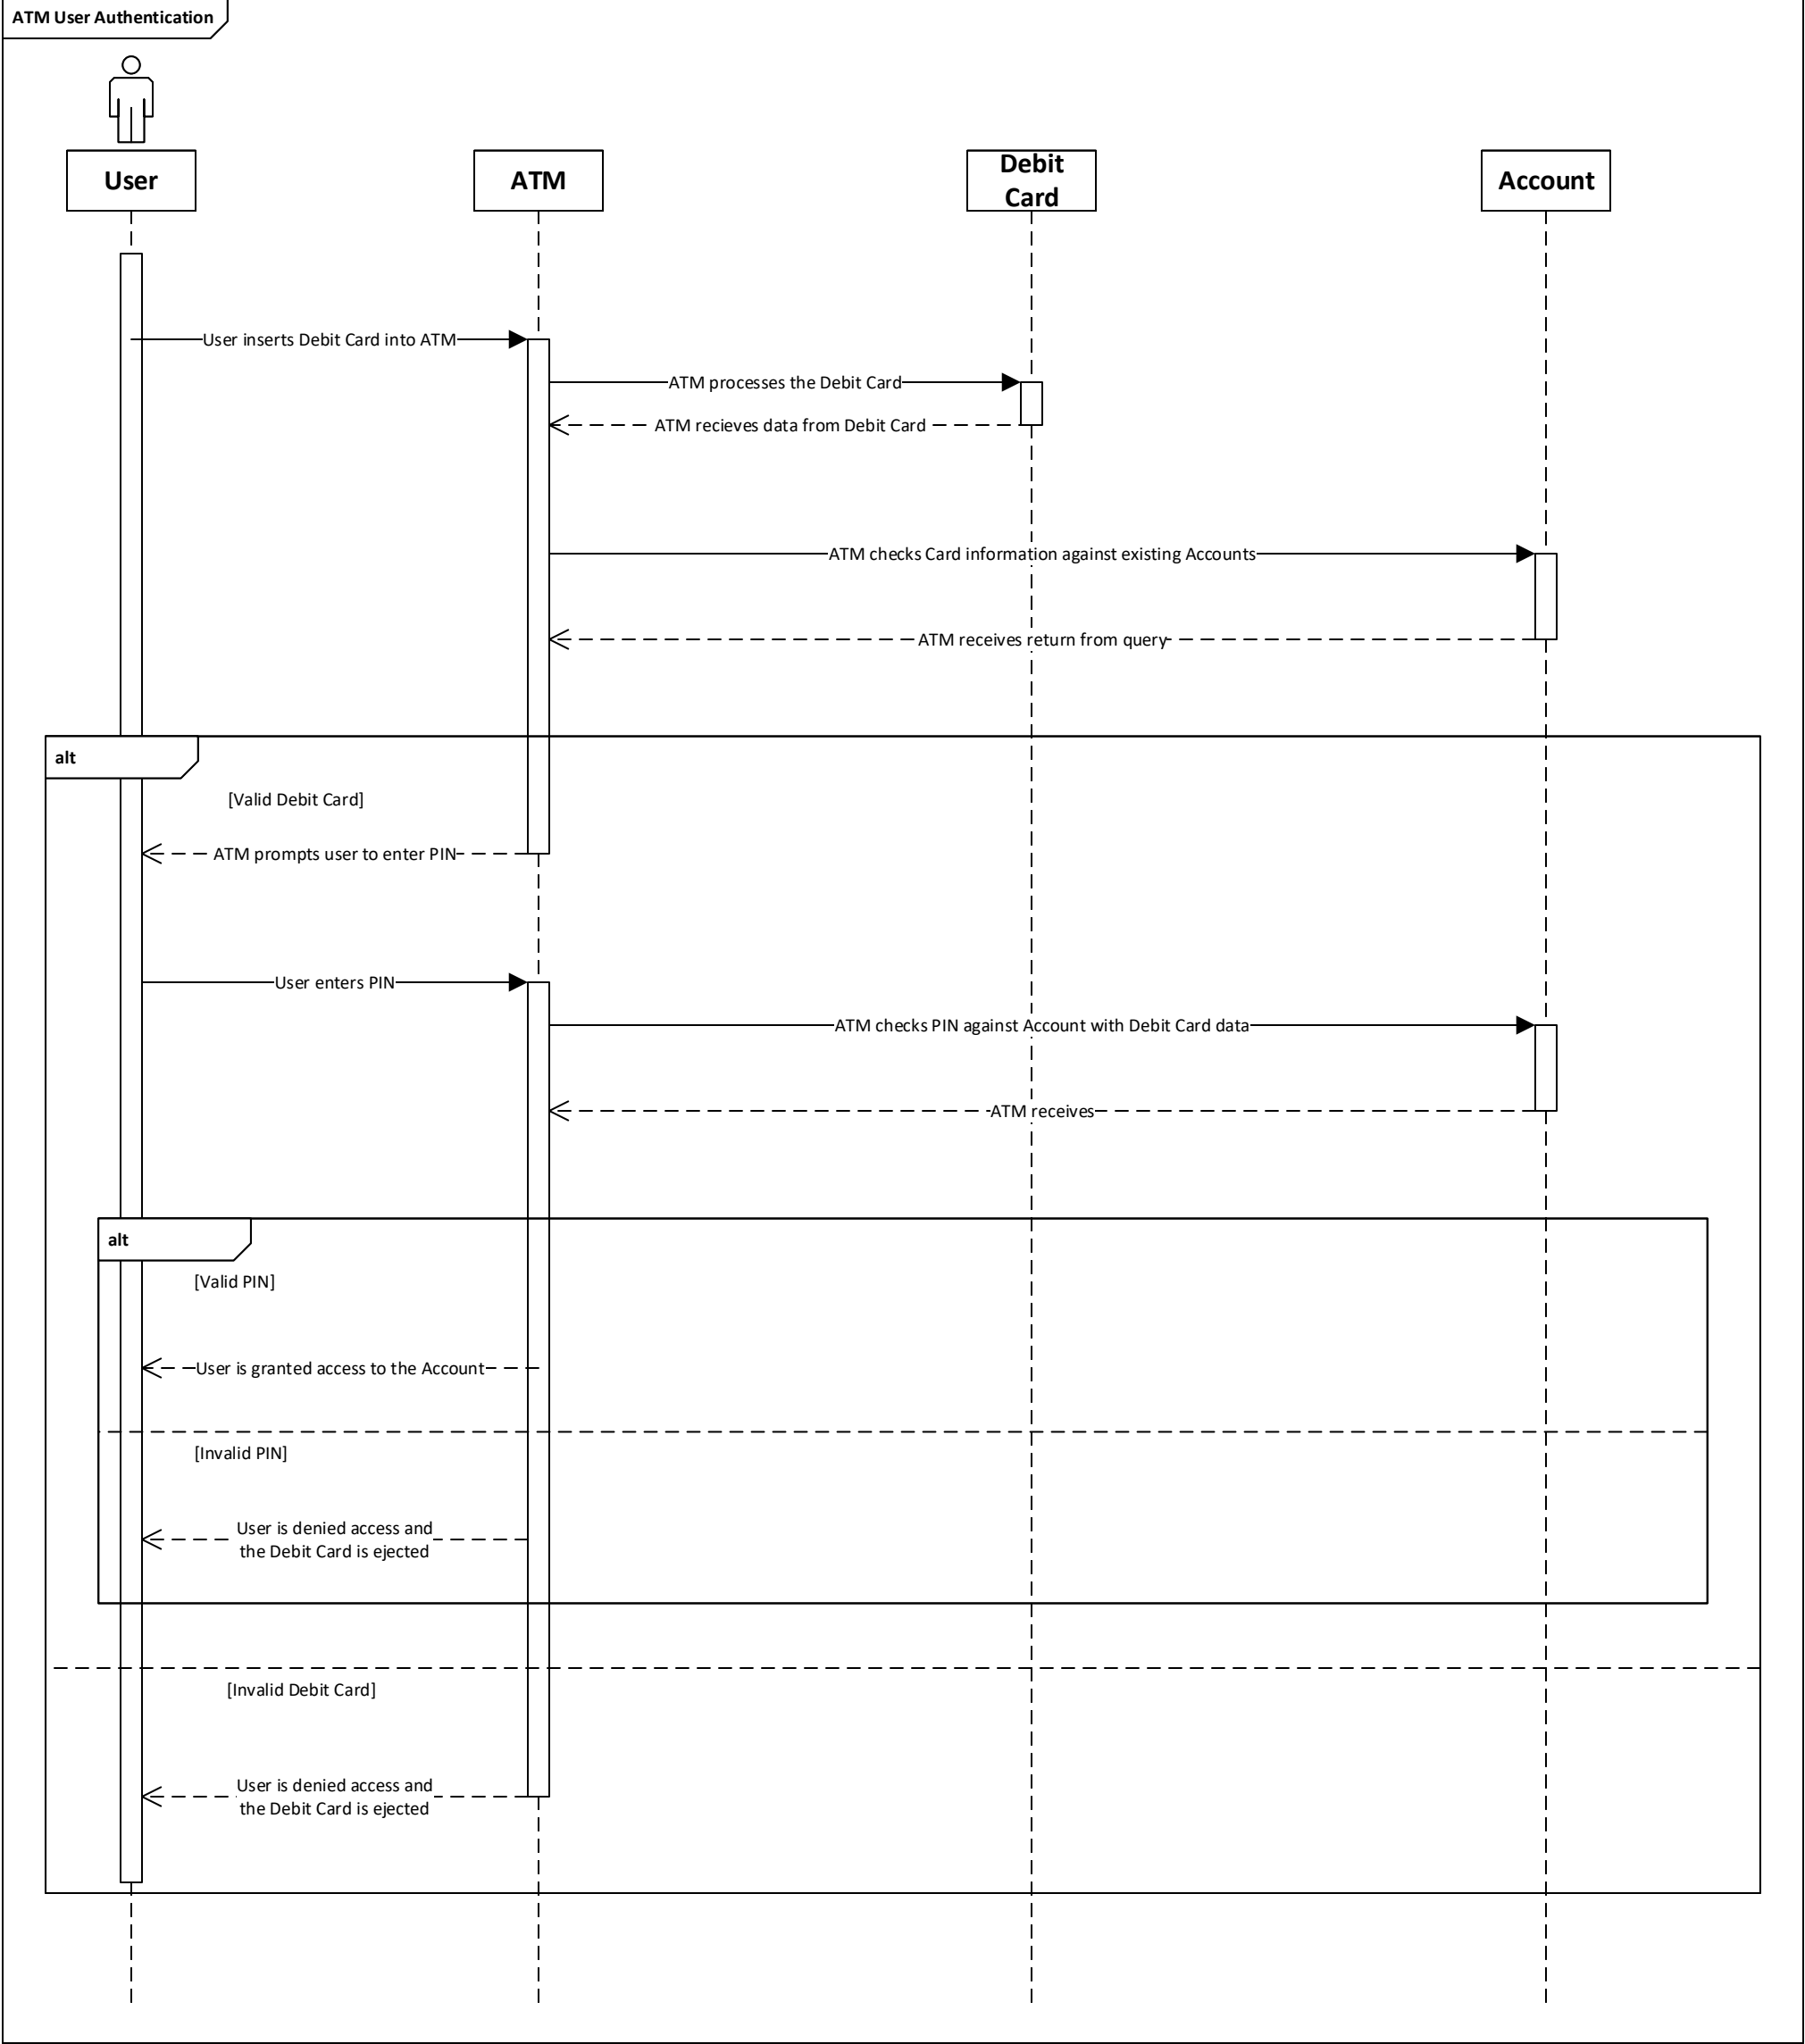 ATM User Authentication
User
ATM
Debit
Card
Account
User inserts Debit Card into ATM
ATM processes the Debit Card
ATM recieves data from Debit Card
ATM checks Card information against existing Accounts
ATM receives return from query
alt
[Valid Debit Card]
ATM prompts user to enter PIN
User enters PIN
ATM checks PIN against Account with Debit Card data
ATM receives
alt
[Valid PIN]
User is granted access to the Account
[Invalid PIN]
User is denied access and
the Debit Card is ejected
[Invalid Debit Card]
User is denied access and
the Debit Card is ejected